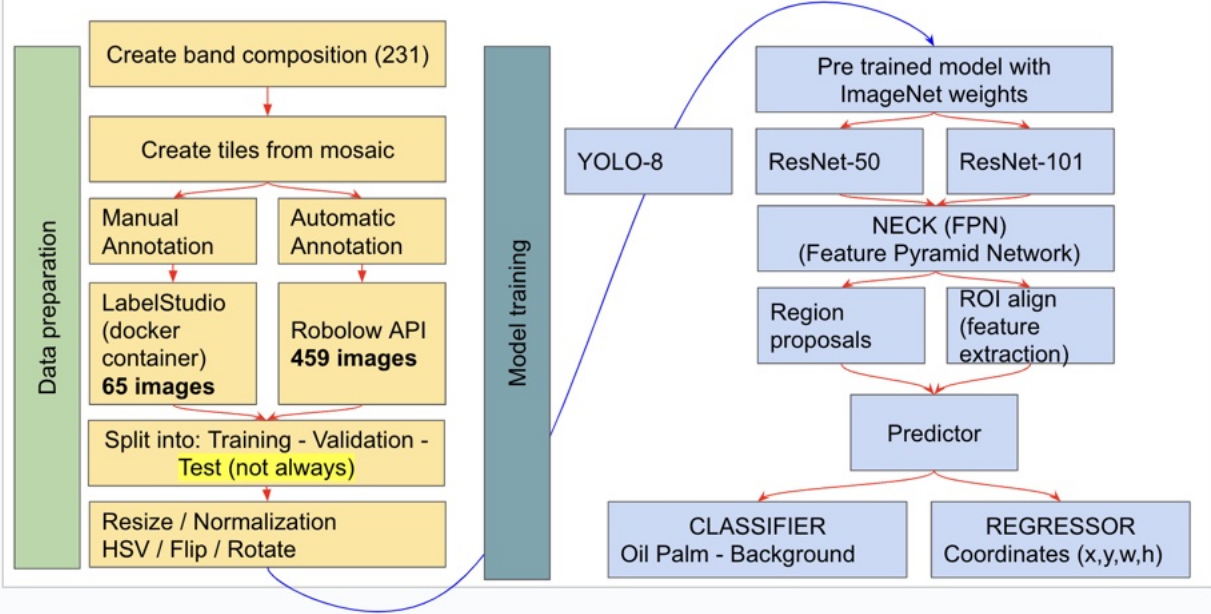 Data preparation
Create band composition (231)
Create tiles from mosaic
Manual
Annotation
Automatic
Annotation
LabelStudio
(docker
container)
65 images
Robolow API
459 images
Split into: Training - Validation -
Test (not always)
Resize / Normalization
HSV / Flip / Rotate
Model training
YOLO-8
Pre trained model with
ImageNet weights
ResNet-50
ResNet-101
NECK (FPN)
(Feature Pyramid Network)
Region
proposals
ROI align
(feature
extraction)
Predictor
CLASSIFIER
Oil Palm - Background
REGRESSOR
Coordinates (x,y,w,h)